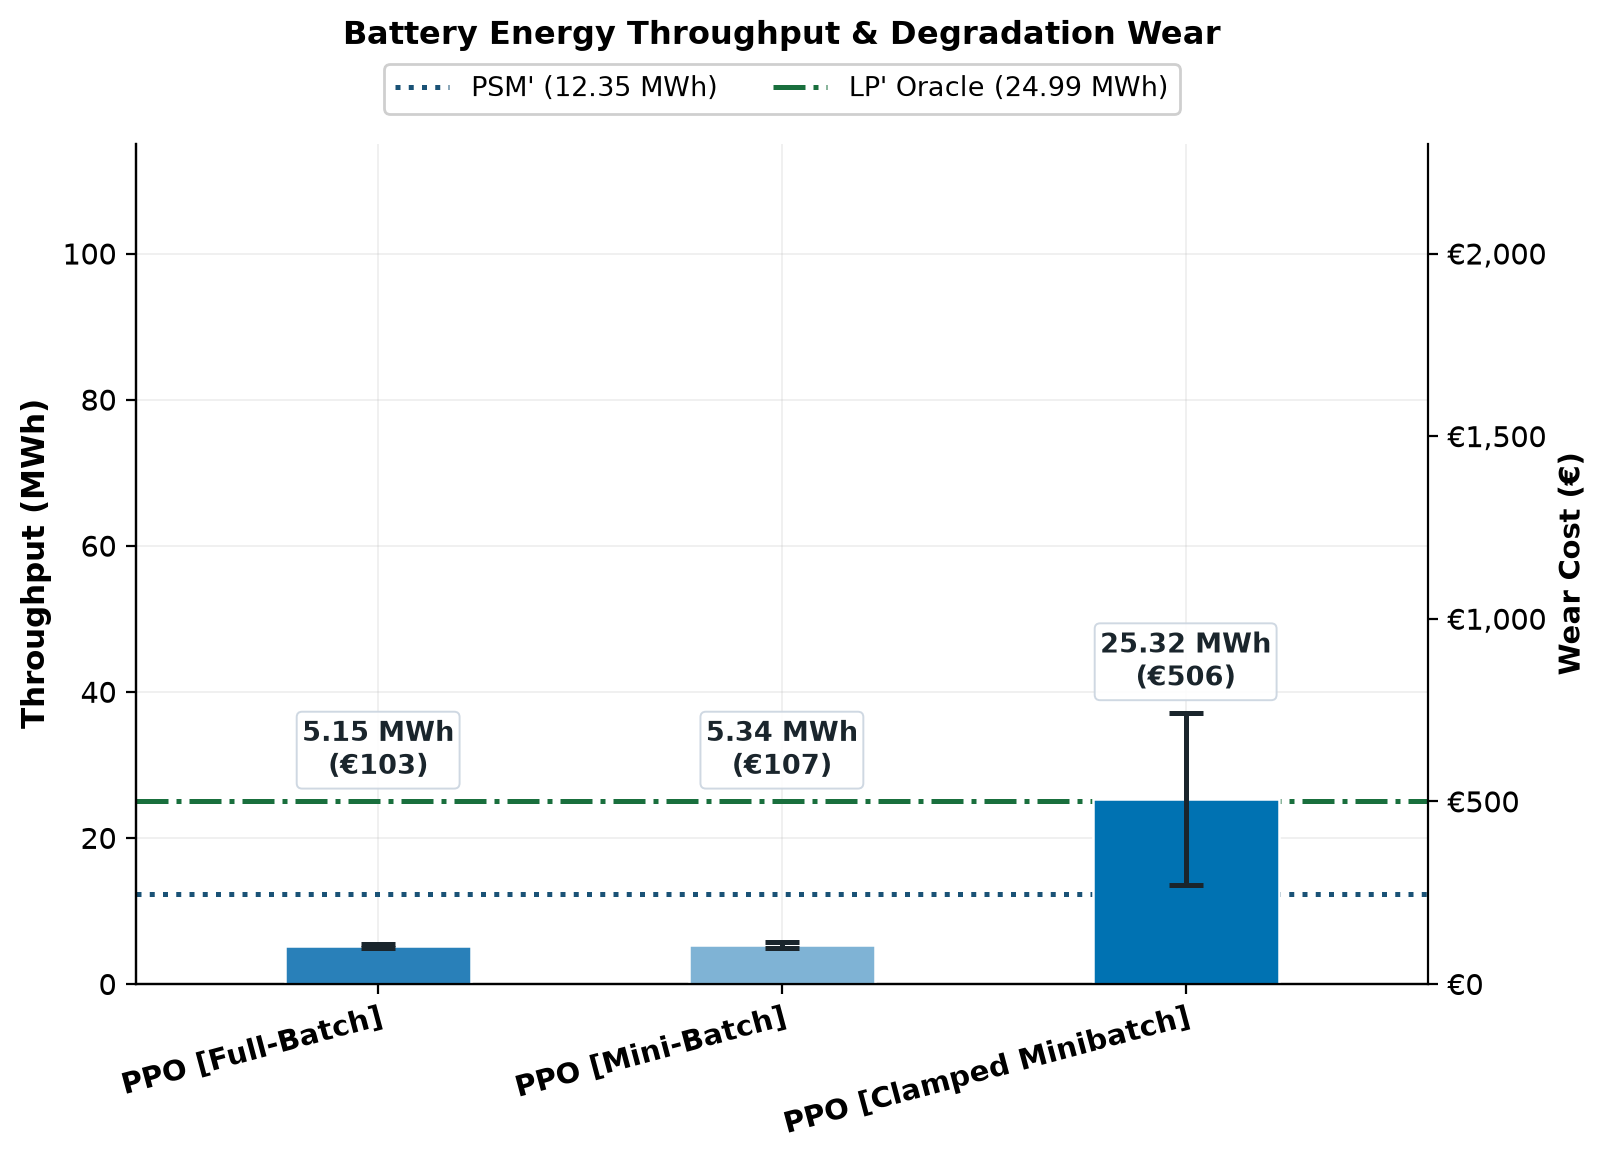 Battery Energy Throughput & Degradation Wear
PSM' (12.35 MWh)
LP' Oracle (24.99 MWh)
Throughput (MWh)
100
80
60
40
20
0
5.15 MWh
(€103)
5.34 MWh
(€107)
25.32 MWh
(€506)
€2,000
€1,500
€1,000
€500
€0
Wear Cost (€)
PPO [Full-Batch]
PPO [Mini-Batch]
PPO [Clamped Minibatch]